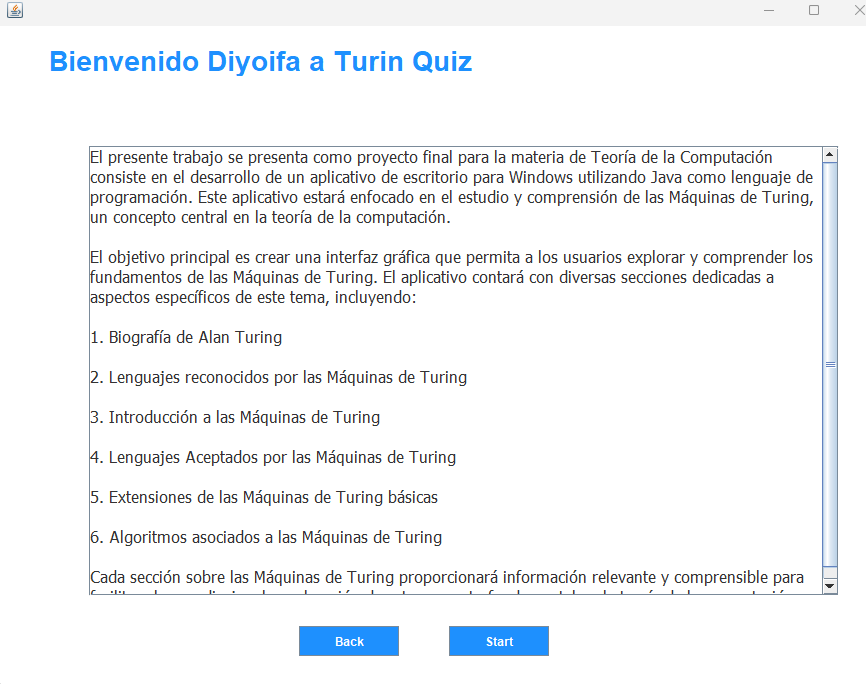 Bienvenido Diyoifa a Turin Quiz
El presente trabajo se presenta como proyecto final para la materia de Teoría de la Computación
consiste en el desarrollo de un aplicativo de escritorio para Windows utilizando Java como lenguaje de
programación. Este aplicativo estará enfocado en el estudio y comprensión de las Máquinas de Turing,
un concepto central en la teoría de la computación.
El objetivo principal es crear una interfaz gráfica que permita a los usuarios explorar y comprender los
fundamentos de las Máquinas de Turing. El aplicativo contará con diversas secciones dedicadas a
aspectos específicos de este tema, incluyendo:
1. Biografía de Alan Turing
2. Lenguajes reconocidos por las Máquinas de Turing
3. Introducción a las Máquinas de Turing
4. Lenguajes Aceptados por las Máquinas de Turing
5. Extensiones de las Máquinas de Turing básicas
6. Algoritmos asociados a las Máquinas de Turing
Cada sección sobre las Máquinas de Turing proporcionará información relevante y comprensible para
Back
Start